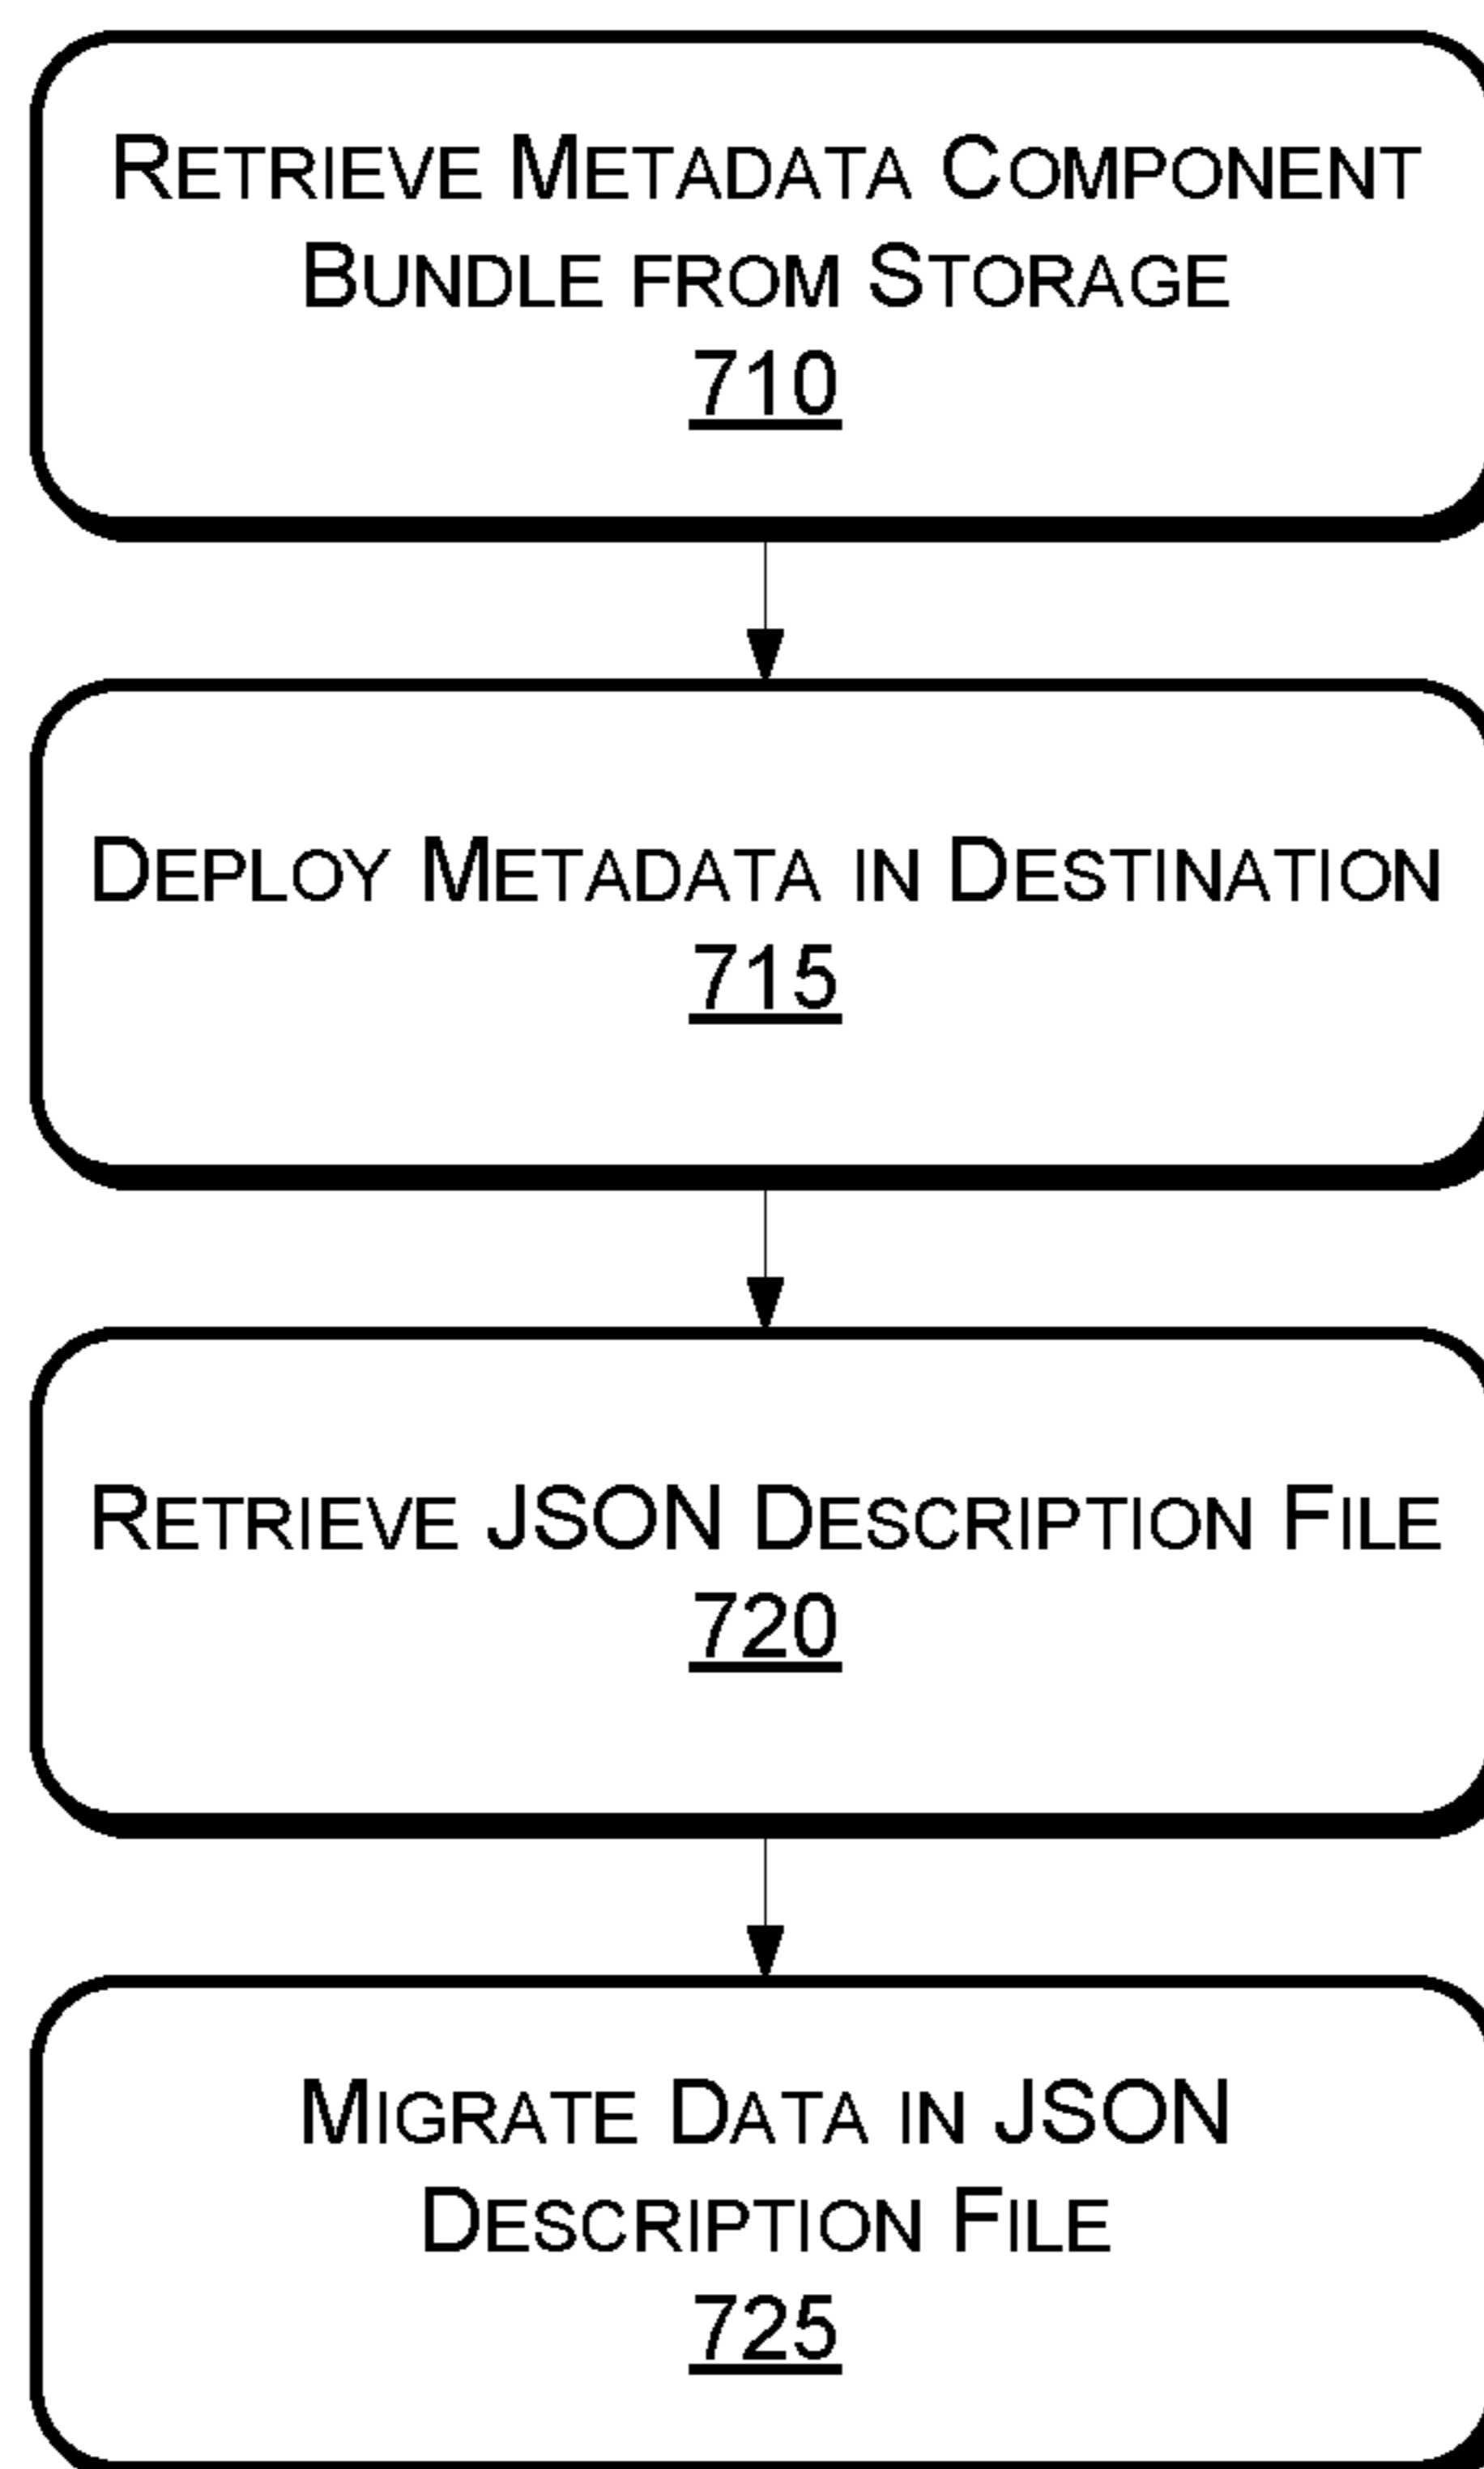 RETRIEVE METADATA COMPONENT
BUNDLE FROM STORAGE
710
DEPLOY METADATA IN DESTINATION
715
RETRIEVE JSON DESCRIPTION FILE
720
MIGRATE DATA IN JSON
DESCRIPTION FILE
725